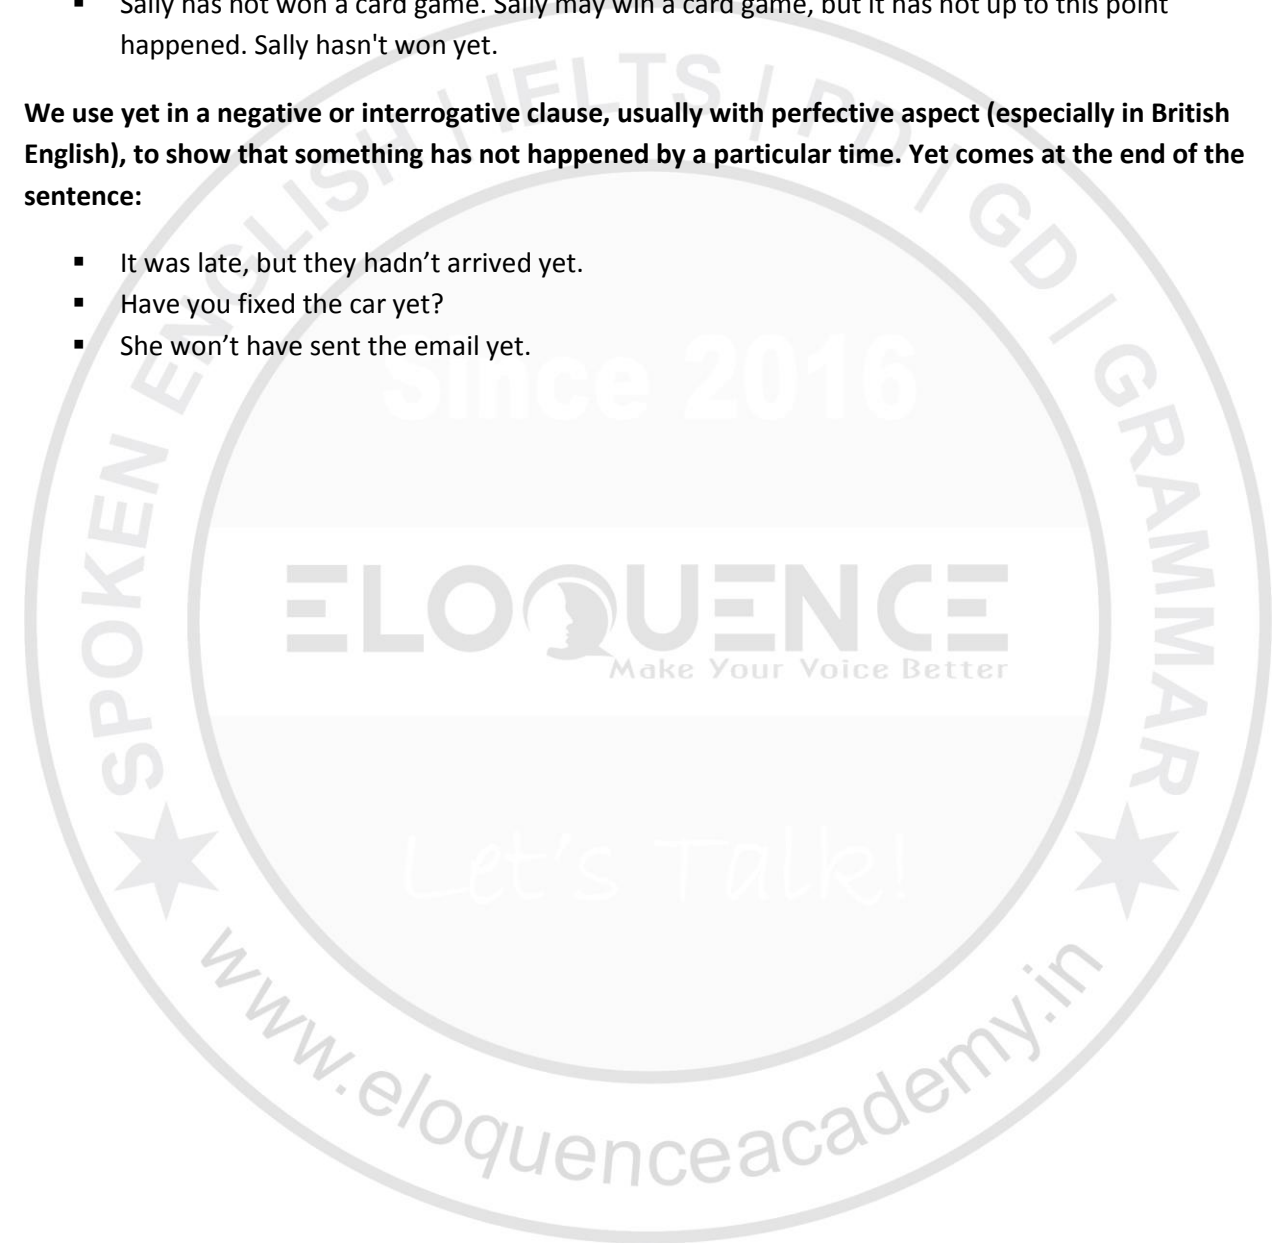 Sally has not won a card game. Sally may win a card game, but it has not up to this point
happened. Sally hasn't won yet.
We use yet in a negative or interrogative clause, usually with perfective aspect (especially in British
English), to show that something has not happened by a particular time. Yet comes at the end of the
sentence:
▪ It was late, but they hadn’t arrived yet.
▪ Have you fixed the car yet?
▪ She won’t have sent the email yet.
SPOKEN ENGLISH | IELTS | PD | GD | GRAMMAR
Since 2016
ELOQUENCE
Make Your Voice Better
Let's Talk!
www.eloquenceacademy.in